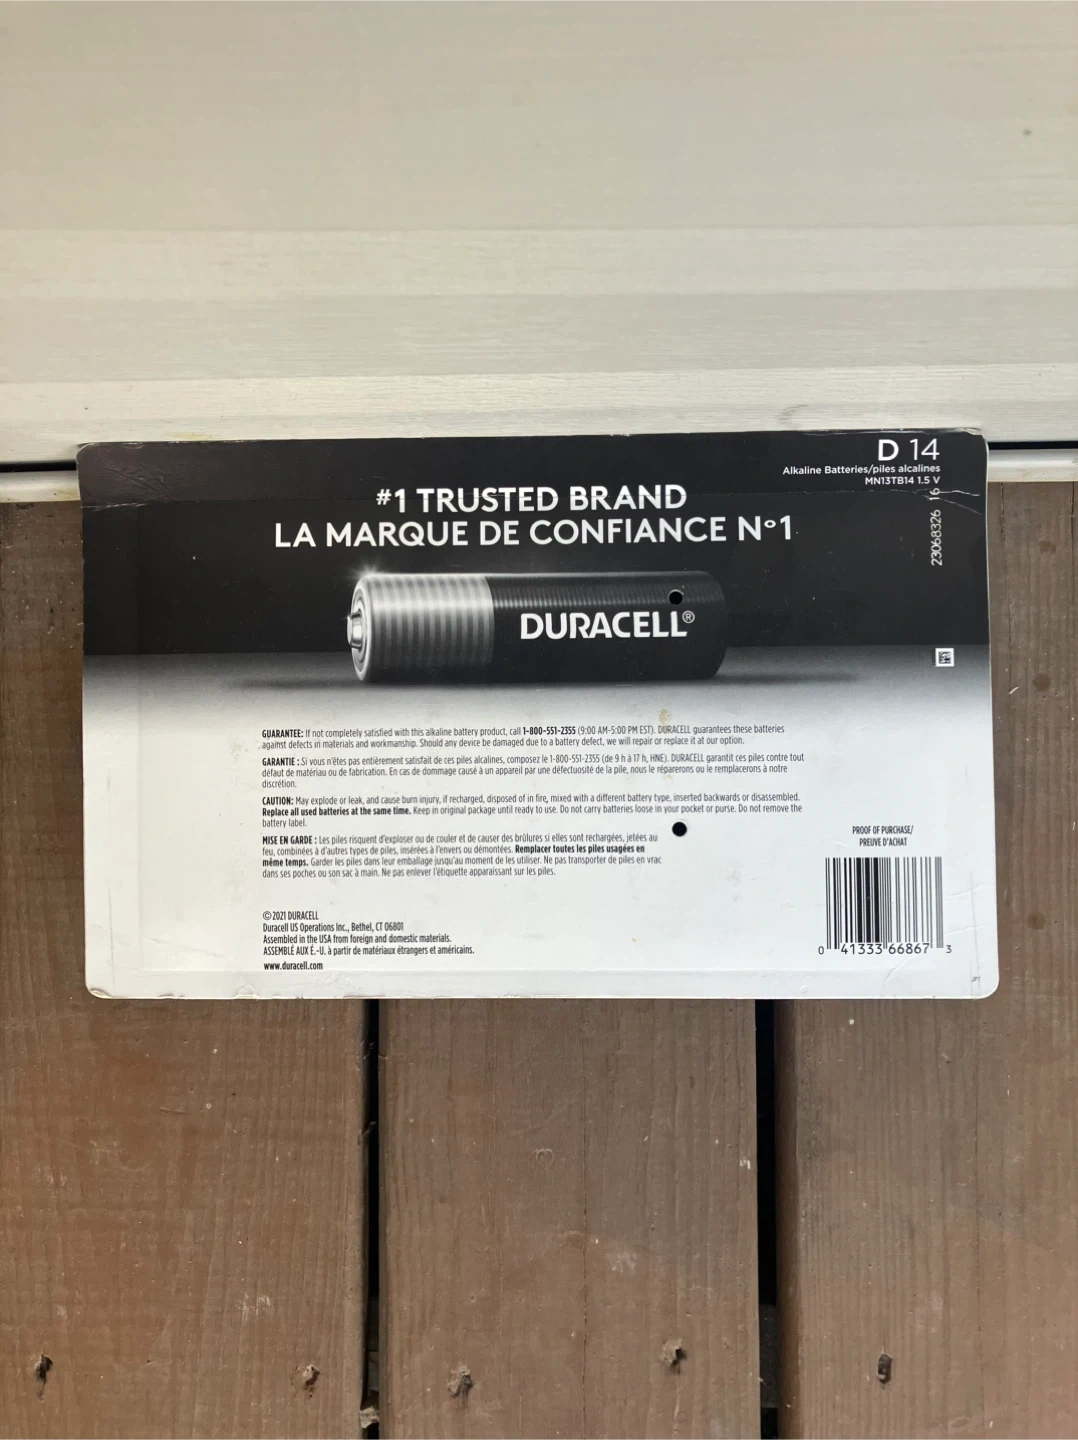 D 14
Alkaline Batteries/piles alcalines
MN13TB14 1.5 V
23068326 16
#1 TRUSTED BRAND
LA MARQUE DE CONFIANCE Nº1
DURACELL®
GUARANTEE: If not completely satisfied with this alkaline battery product, call 1-800-551-2355 (9:00 AM-5:00 PM EST). DURACELL guarantees these batteries
against defects in materials and workmanship. Should any device be damaged due to a battery defect, we will repair or replace it at our option.
GARANTIE : Si vous n'êtes pas entièrement satisfait de ces piles alcalines, composez le 1-800-551-2355 (de 9 h à 17 h, HNE). DURACELL garantit ces piles contre tout
défaut de matériau ou de fabrication. En cas de dommage causé à un appareil par une défectuosité de la pile, nous le réparerons ou le remplacerons à notre
discrétion.
CAUTION: May explode or leak, and cause burn injury, if recharged, disposed of in fire, mixed with a different battery type, inserted backwards or disassembled.
Replace all used batteries at the same time. Keep in original package until ready to use. Do not carry batteries loose in your pocket or purse. Do not remove the
battery label.
MISE EN GARDE : Les piles risquent d'exploser ou de couler et de causer des brûlures si elles sont rechargées, jetées au
feu, combinées à d'autres types de piles, insérées à l'envers ou démontées. Remplacer toutes les piles usagées en
même temps. Garder les piles dans leur emballage jusqu'au moment de les utiliser. Ne pas transporter de piles en vrac
dans ses poches ou son sac à main. Ne pas enlever l'étiquette apparaissant sur les piles.
PROOF OF PURCHASE/
PREUVE D'ACHAT
© 2021 DURACELL
Duracell US Operations Inc., Bethel, CT 06801
Assembled in the USA from foreign and domestic materials.
ASSEMBLÉ AUX É.-U. à partir de matériaux étrangers et américains.
www.duracell.com
0 41333 66867 3